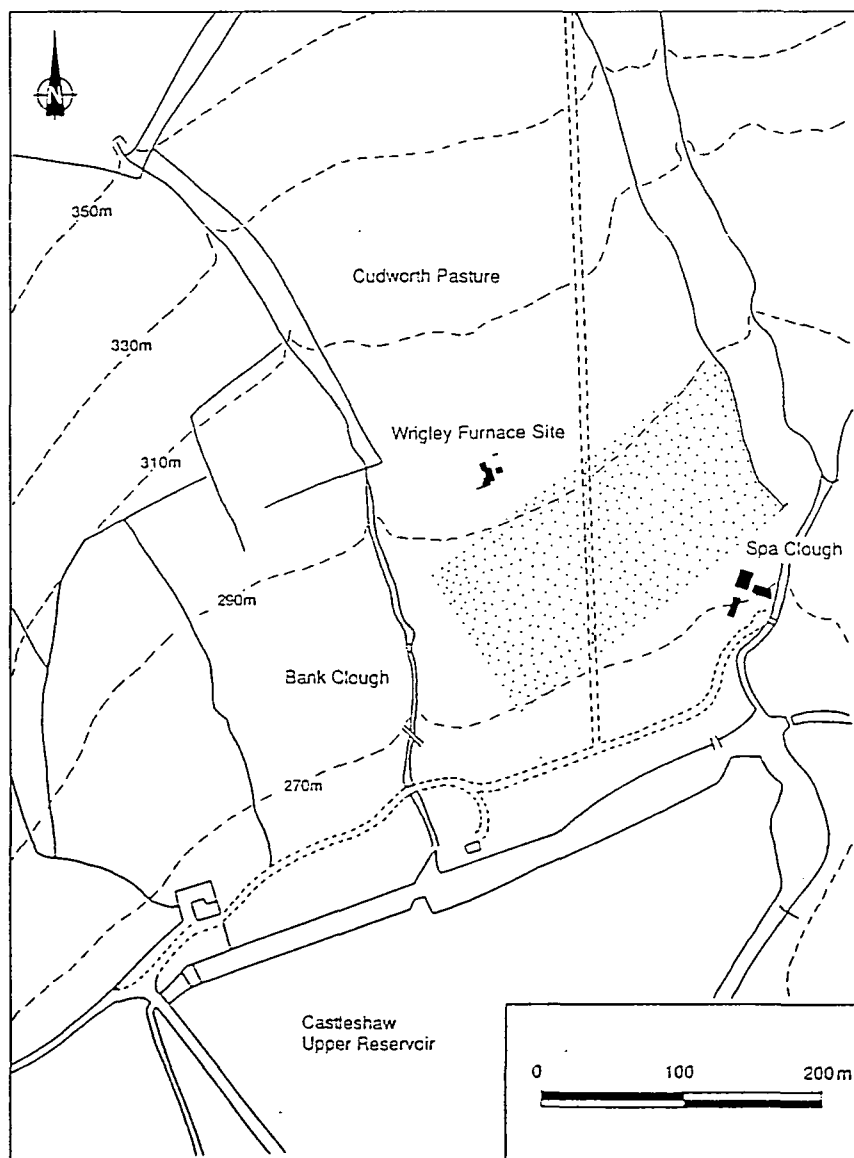 N
350m
Cudworth Pasture
330m
Wrigley Furnace Site
310m
Spa Clough
290m
Bank Clough
270m
Castleshaw
Upper Reservoir
0 100 200m